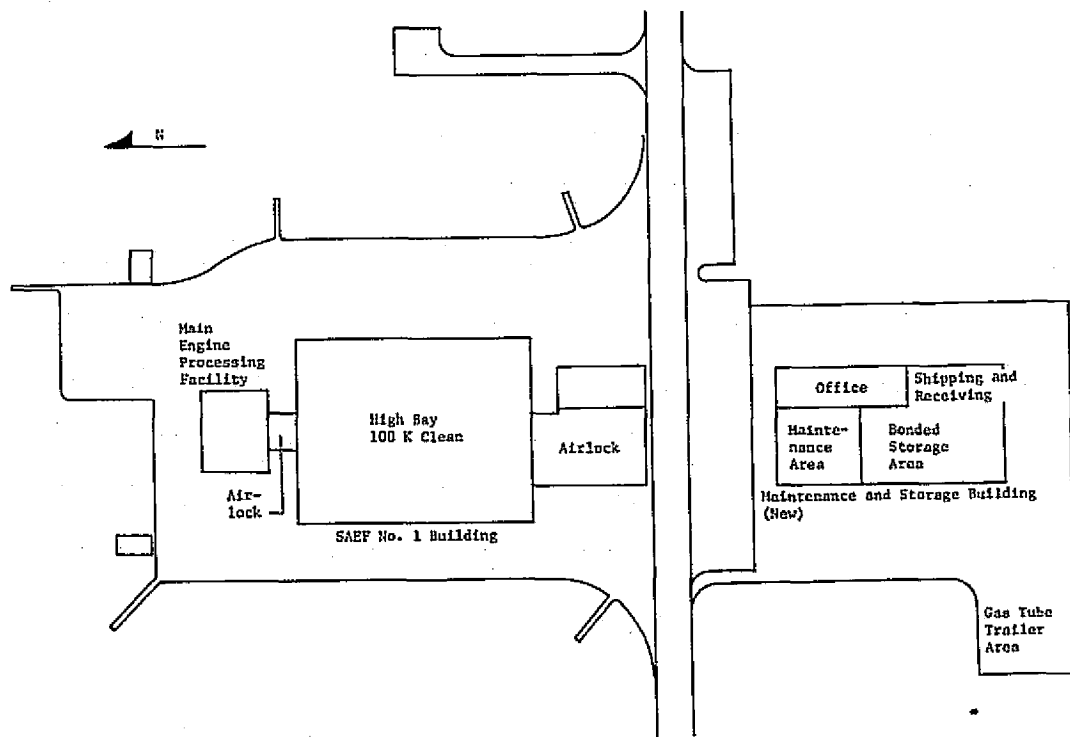 N
Main
Engine
Processing
Facility
High Bay
100 K Clean
Airlock
Air-
lock
SAEF No. 1 Building
Office
Shipping and
Receiving
Mainte-
nance
Area
Bonded
Storage
Area
Maintenance and Storage Building
(New)
Gas Tube
Trailer
Area